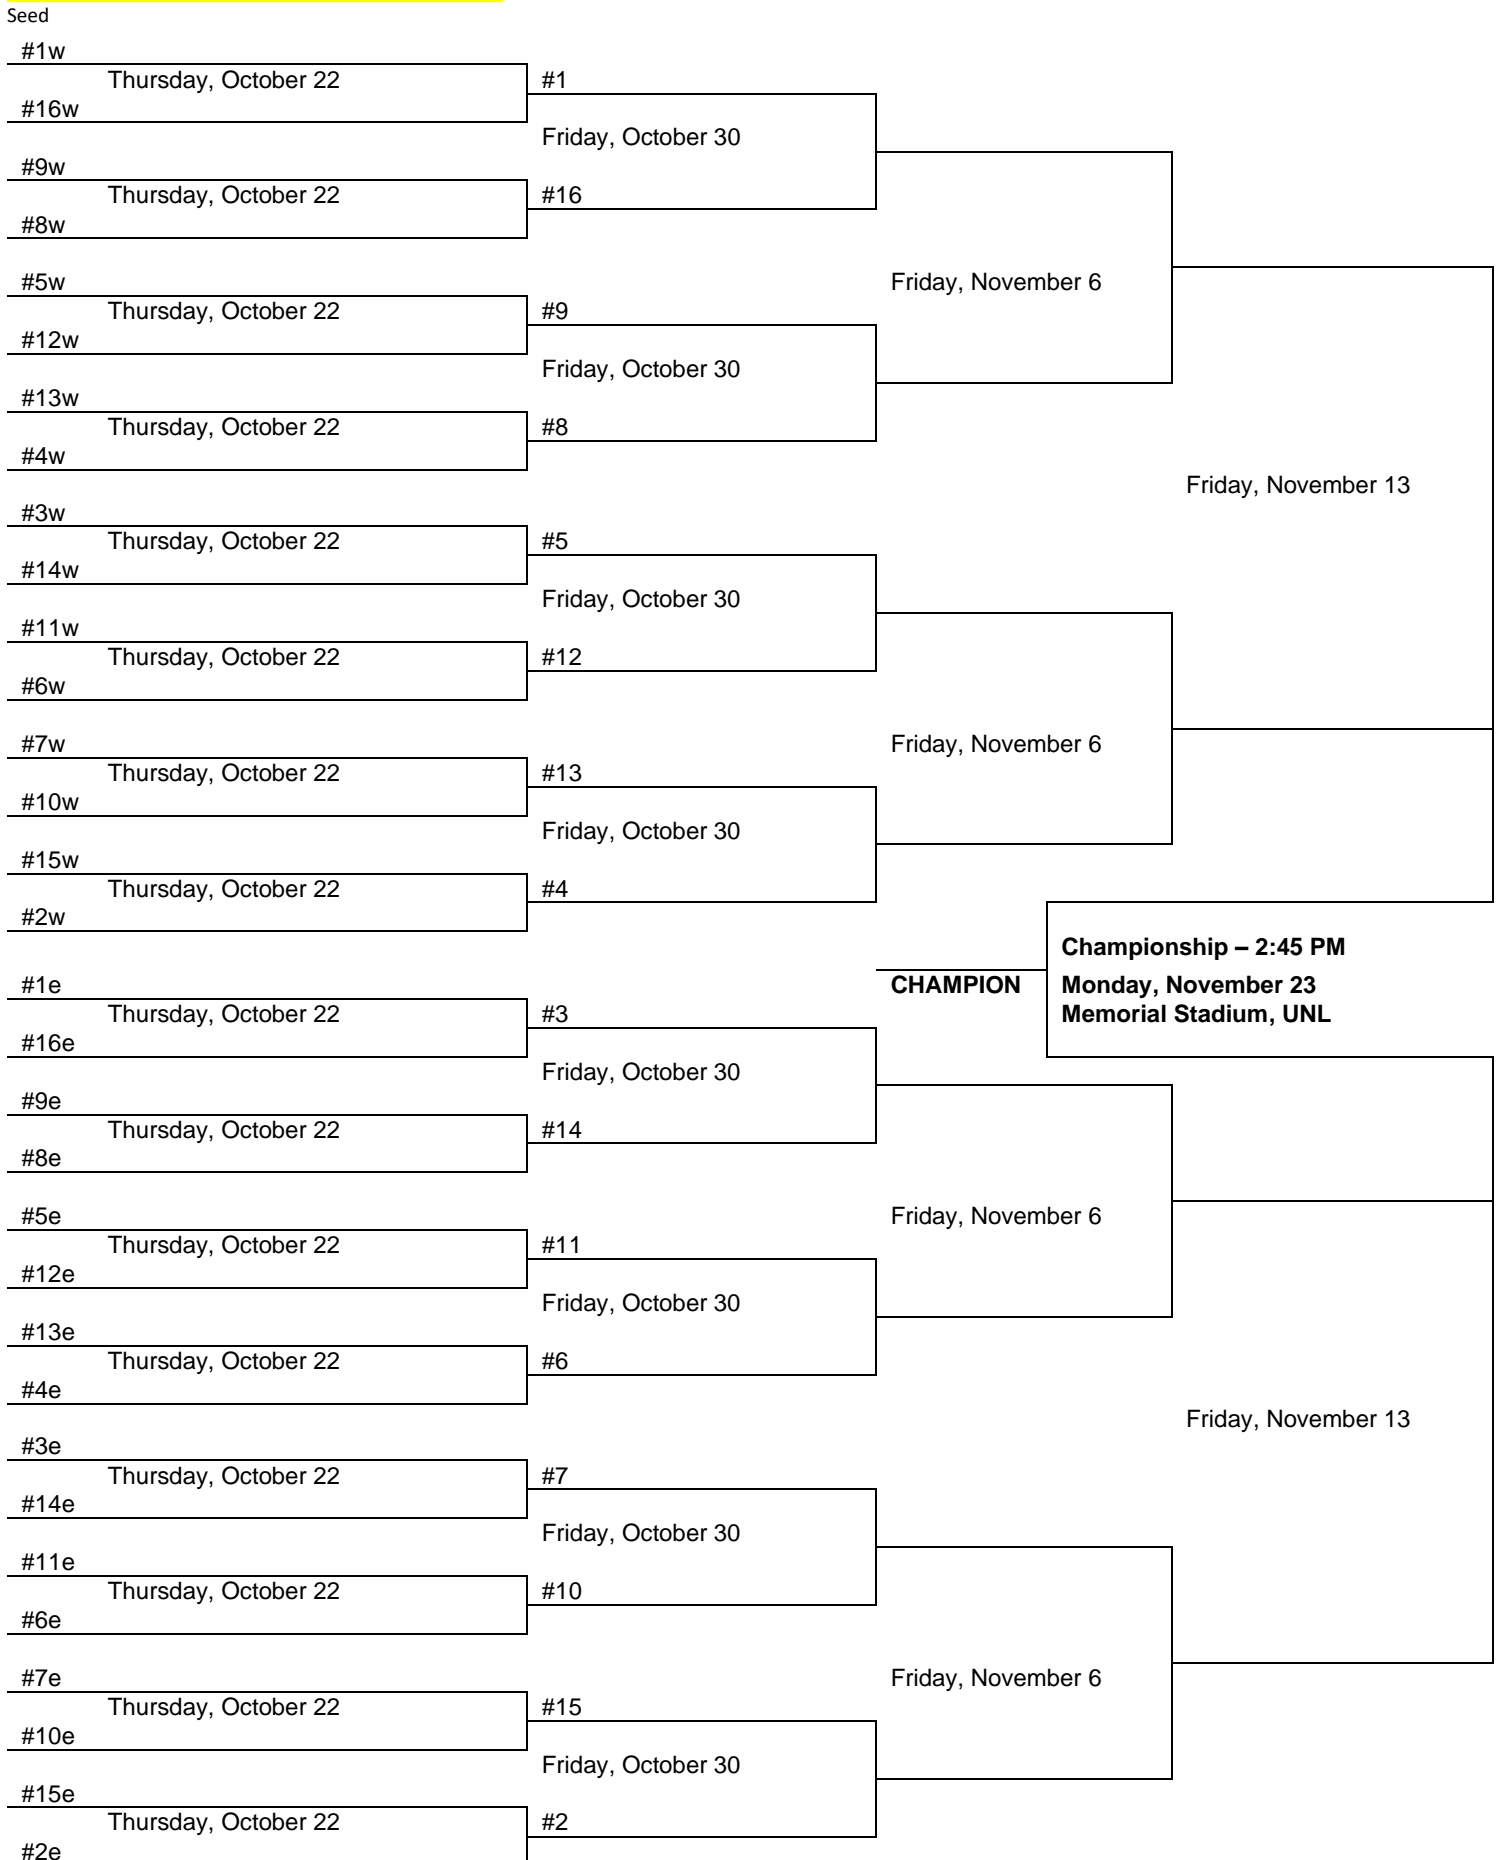 Seed
#1w
Thursday, October 22
#1
#16w
Friday, October 30
#9w
Thursday, October 22
#16
#8w
#5w
Friday, November 6
Thursday, October 22
#9
#12w
Friday, October 30
#13w
Thursday, October 22
#8
#4w
Friday, November 13
#3w
Thursday, October 22
#5
#14w
Friday, October 30
#11w
Thursday, October 22
#12
#6w
#7w
Friday, November 6
Thursday, October 22
#13
#10w
Friday, October 30
#15w
Thursday, October 22
#4
#2w
Championship – 2:45 PM
#1e
CHAMPION
Monday, November 23
Thursday, October 22
#3
Memorial Stadium, UNL
#16e
Friday, October 30
#9e
Thursday, October 22
#14
#8e
#5e
Friday, November 6
Thursday, October 22
#11
#12e
Friday, October 30
#13e
Thursday, October 22
#6
#4e
Friday, November 13
#3e
Thursday, October 22
#7
#14e
Friday, October 30
#11e
Thursday, October 22
#10
#6e
#7e
Friday, November 6
Thursday, October 22
#15
#10e
Friday, October 30
#15e
Thursday, October 22
#2
#2e